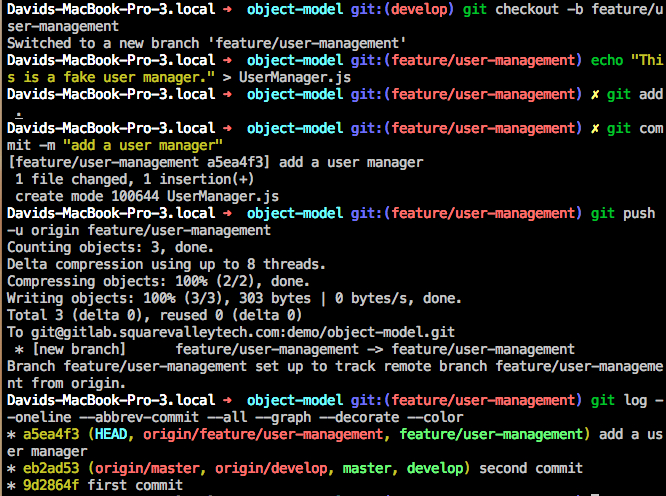 Davids-MacBook-Pro-3.local ➜  object-model git:(develop) git checkout -b feature/u
ser-management
Switched to a new branch 'feature/user-management'
Davids-MacBook-Pro-3.local ➜  object-model git:(feature/user-management) echo "Thi
s is a fake user manager." > UserManager.js
Davids-MacBook-Pro-3.local ➜  object-model git:(feature/user-management) ✗ git add
 .
Davids-MacBook-Pro-3.local ➜  object-model git:(feature/user-management) ✗ git com
mit -m "add a user manager"
[feature/user-management a5ea4f3] add a user manager
 1 file changed, 1 insertion(+)
 create mode 100644 UserManager.js
Davids-MacBook-Pro-3.local ➜  object-model git:(feature/user-management) git push
-u origin feature/user-management
Counting objects: 3, done.
Delta compression using up to 8 threads.
Compressing objects: 100% (2/2), done.
Writing objects: 100% (3/3), 303 bytes | 0 bytes/s, done.
Total 3 (delta 0), reused 0 (delta 0)
To git@gitlab.squarevalleytech.com:demo/object-model.git
 * [new branch]      feature/user-management -> feature/user-management
Branch feature/user-management set up to track remote branch feature/user-manageme
nt from origin.
Davids-MacBook-Pro-3.local ➜  object-model git:(feature/user-management) git log -
-oneline --abbrev-commit --all --graph --decorate --color
* a5ea4f3 (HEAD, origin/feature/user-management, feature/user-management) add a us
er manager
* eb2ad53 (origin/master, origin/develop, master, develop) second commit
* 9d2864f first commit